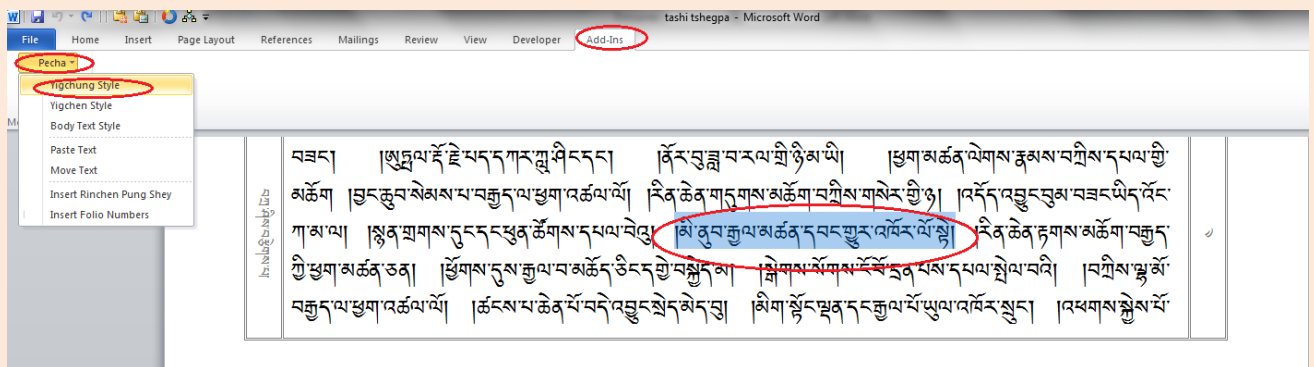 tashi tshegpa - Microsoft Word
File Home Insert Page Layout References Mailings Review View Developer Add-Ins
Pecha
Yigchung Style
Yigchen Style
Body Text Style
Paste Text
Move Text
Insert Rinchen Pung Shey
Insert Folio Numbers
བཟང། །ཨུཏྤལ་རྡོ་རྗེ་པད་དཀར་ཀླུ་ཤིང་དང༌། །ནོར་བུ་ཟླ་བ་རལ་གྲི་ཉི་མ་ཡི། །ཕྱག་མཚན་ལེགས་རྣམས་བཀྲིས་དཔལ་གྱི་
མཆོག །བྱང་ཆུབ་སེམས་པ་བརྒྱད་ལ་ཕྱག་འཚལ་ལོ། །རིན་ཆེན་གདུགས་མཆོག་བཀྲིས་གསེར་གྱི་ཉ། །འདོད་འབྱུང་བུམ་བཟང་ཡིད་འོང་
ཀ་མ་ལ། །སྙན་གྲགས་དུང་དང་ཕུན་ཚོགས་དཔལ་བེའུ། །མི་ནུབ་རྒྱལ་མཚན་དབང་གྱུར་འཁོར་ལོ་སྟེ། །རིན་ཆེན་རྟགས་མཆོག་བརྒྱད་
ཀྱི་ཕྱག་མཚན་ཅན། །ཕྱོགས་དུས་རྒྱལ་བ་མཆོད་ཅིང་དགྱེ་བསྐྱེད་མ། །སྒེགས་སོགས་ངོ་བོ་དྲན་པས་དཔལ་སྤེལ་བའི། །བཀྲིས་ལྷ་མོ་
བརྒྱད་ལ་ཕྱག་འཚལ་ལོ། །ཚངས་པ་ཆེན་པོ་བདེ་འབྱུང་སྲེད་མེད་བུ། །མིག་སྟོང་ལྡན་དང་རྒྱལ་པོ་ཡུལ་འཁོར་སྲུང། །འཕགས་སྐྱེས་པོ་